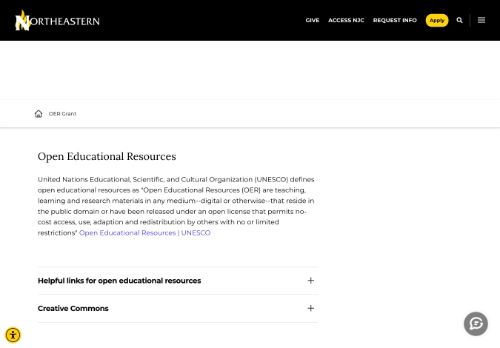 NORTHEASTERN
GIVE ACCESS NJC REQUEST INFO Apply
OER Grant
Open Educational Resources
United Nations Educational, Scientific, and Cultural Organization (UNESCO) defines
open educational resources as "Open Educational Resources (OER) are teaching,
learning and research materials in any medium--digital or otherwise--that reside in
the public domain or have been released under an open license that permits no-
cost access, use, adaption and redistribution by others with no or limited
restrictions" Open Educational Resources | UNESCO
Helpful links for open educational resources
Creative Commons